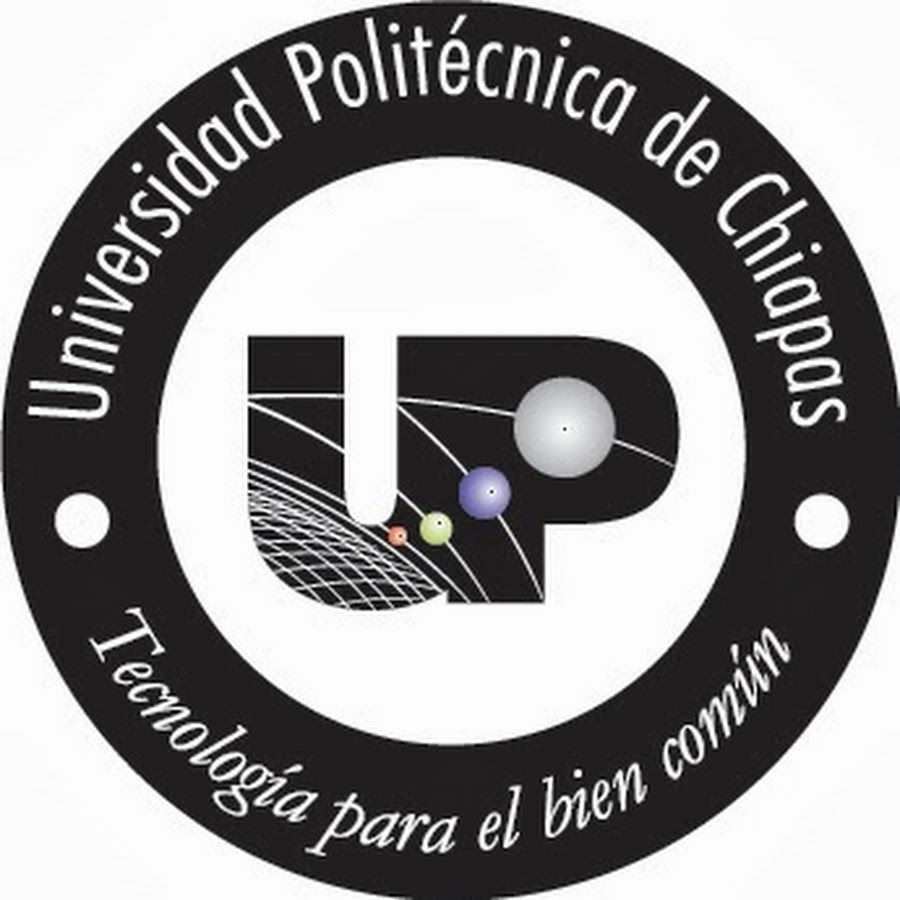 Universidad Politécnica de Chiapas
UP
Tecnología para el bien común